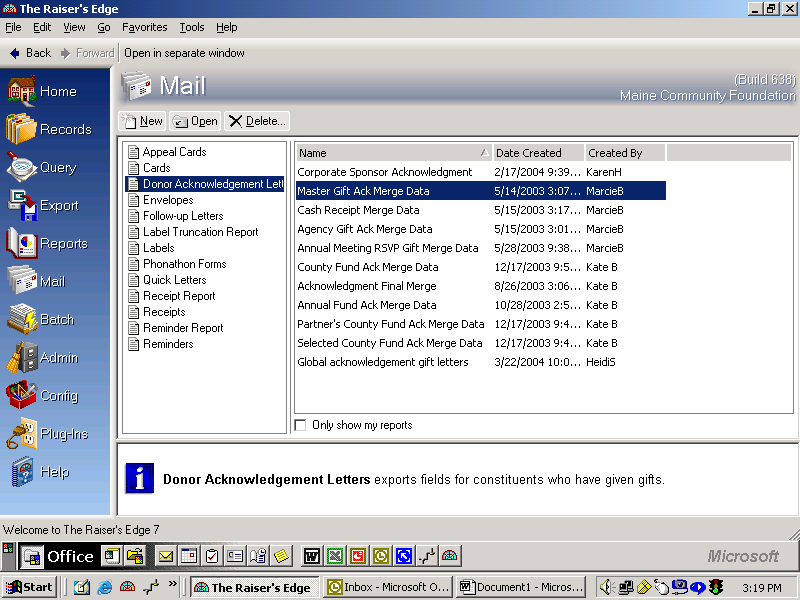 The Raiser's Edge
File Edit View Go Favorites Tools Help
Back Forward Open in separate window
Mail
(Build 638)
Maine Community Foundation
Home
Records
Query
Export
Reports
Mail
Batch
Admin
Config
Plug-Ins
Help
New Open Delete...
Appeal Cards
Cards
Donor Acknowledgement Lett
Envelopes
Follow-up Letters
Label Truncation Report
Labels
Phonathon Forms
Quick Letters
Receipt Report
Receipts
Reminder Report
Reminders
Name Date Created Created By
Corporate Sponsor Acknowledgment 2/17/2004 9:39... KarenH
Master Gift Ack Merge Data 5/14/2003 3:07... MarcieB
Cash Receipt Merge Data 5/15/2003 3:17... MarcieB
Agency Gift Ack Merge Data 5/15/2003 3:01... MarcieB
Annual Meeting RSVP Gift Merge Data 5/28/2003 9:38... MarcieB
County Fund Ack Merge Data 12/17/2003 9:5... Kate B
Acknowledgment Final Merge 8/26/2003 3:06... Kate B
Annual Fund Ack Merge Data 10/28/2003 2:5... Kate B
Partner's County Fund Ack Merge Data 12/17/2003 9:4... Kate B
Selected County Fund Ack Merge Data 12/17/2003 9:4... Kate B
Global acknowledgement gift letters 3/22/2004 10:0... HeidiS
Only show my reports
Donor Acknowledgement Letters exports fields for constituents who have given gifts.
Welcome to The Raiser's Edge 7
Office
Microsoft
Start » The Raiser's Edge Inbox - Microsoft O... Document1 - Micros... 3:19 PM